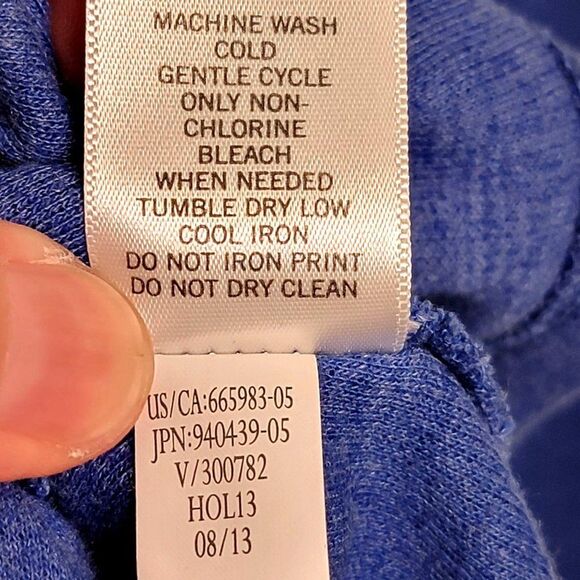 MACHINE WASH
COLD
GENTLE CYCLE
ONLY NON-
CHLORINE
BLEACH
WHEN NEEDED
TUMBLE DRY LOW
COOL IRON
DO NOT IRON PRINT
DO NOT DRY CLEAN
US/CA:665983-05
JPN:940439-05
V/300782
HOL13
08/13